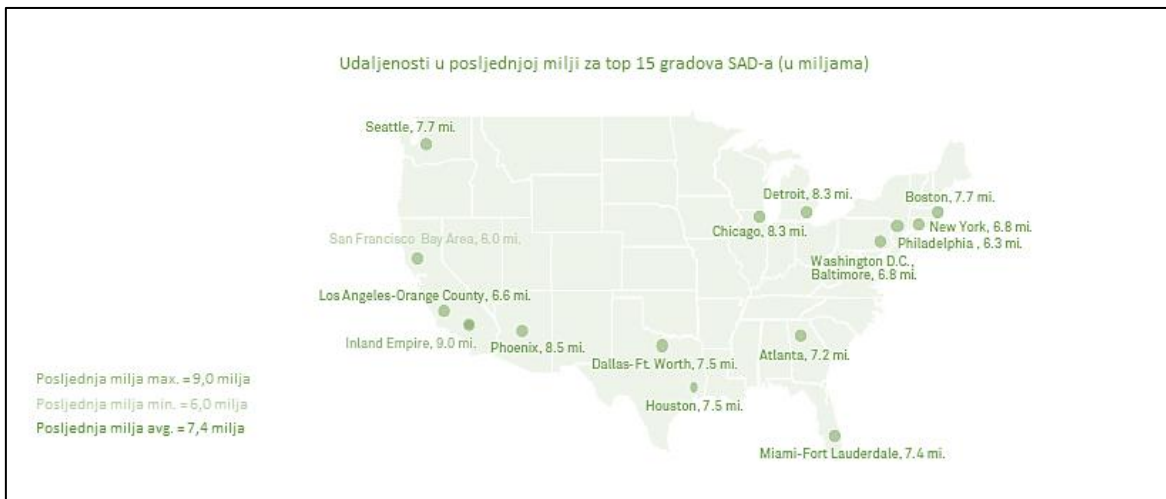 Udaljenosti u posljednjoj milji za top 15 gradova SAD-a (u miljama)
Seattle, 7.7 mi.
Detroit, 8.3 mi.
Boston, 7.7 mi.
Chicago, 8.3 mi.
New York, 6.8 mi.
Philadelphia , 6.3 mi.
San Francisco Bay Area, 6.0 mi.
Washington D.C.,
Baltimore, 6.8 mi.
Los Angeles-Orange County, 6.6 mi.
Inland Empire, 9.0 mi.
Phoenix, 8.5 mi.
Dallas-Ft. Worth, 7.5 mi.
Atlanta, 7.2 mi.
Houston, 7.5 mi.
Miami-Fort Lauderdale, 7.4 mi.
Posljednja milja max. = 9,0 milja
Posljednja milja min. = 6,0 milja
Posljednja milja avg. = 7,4 milja